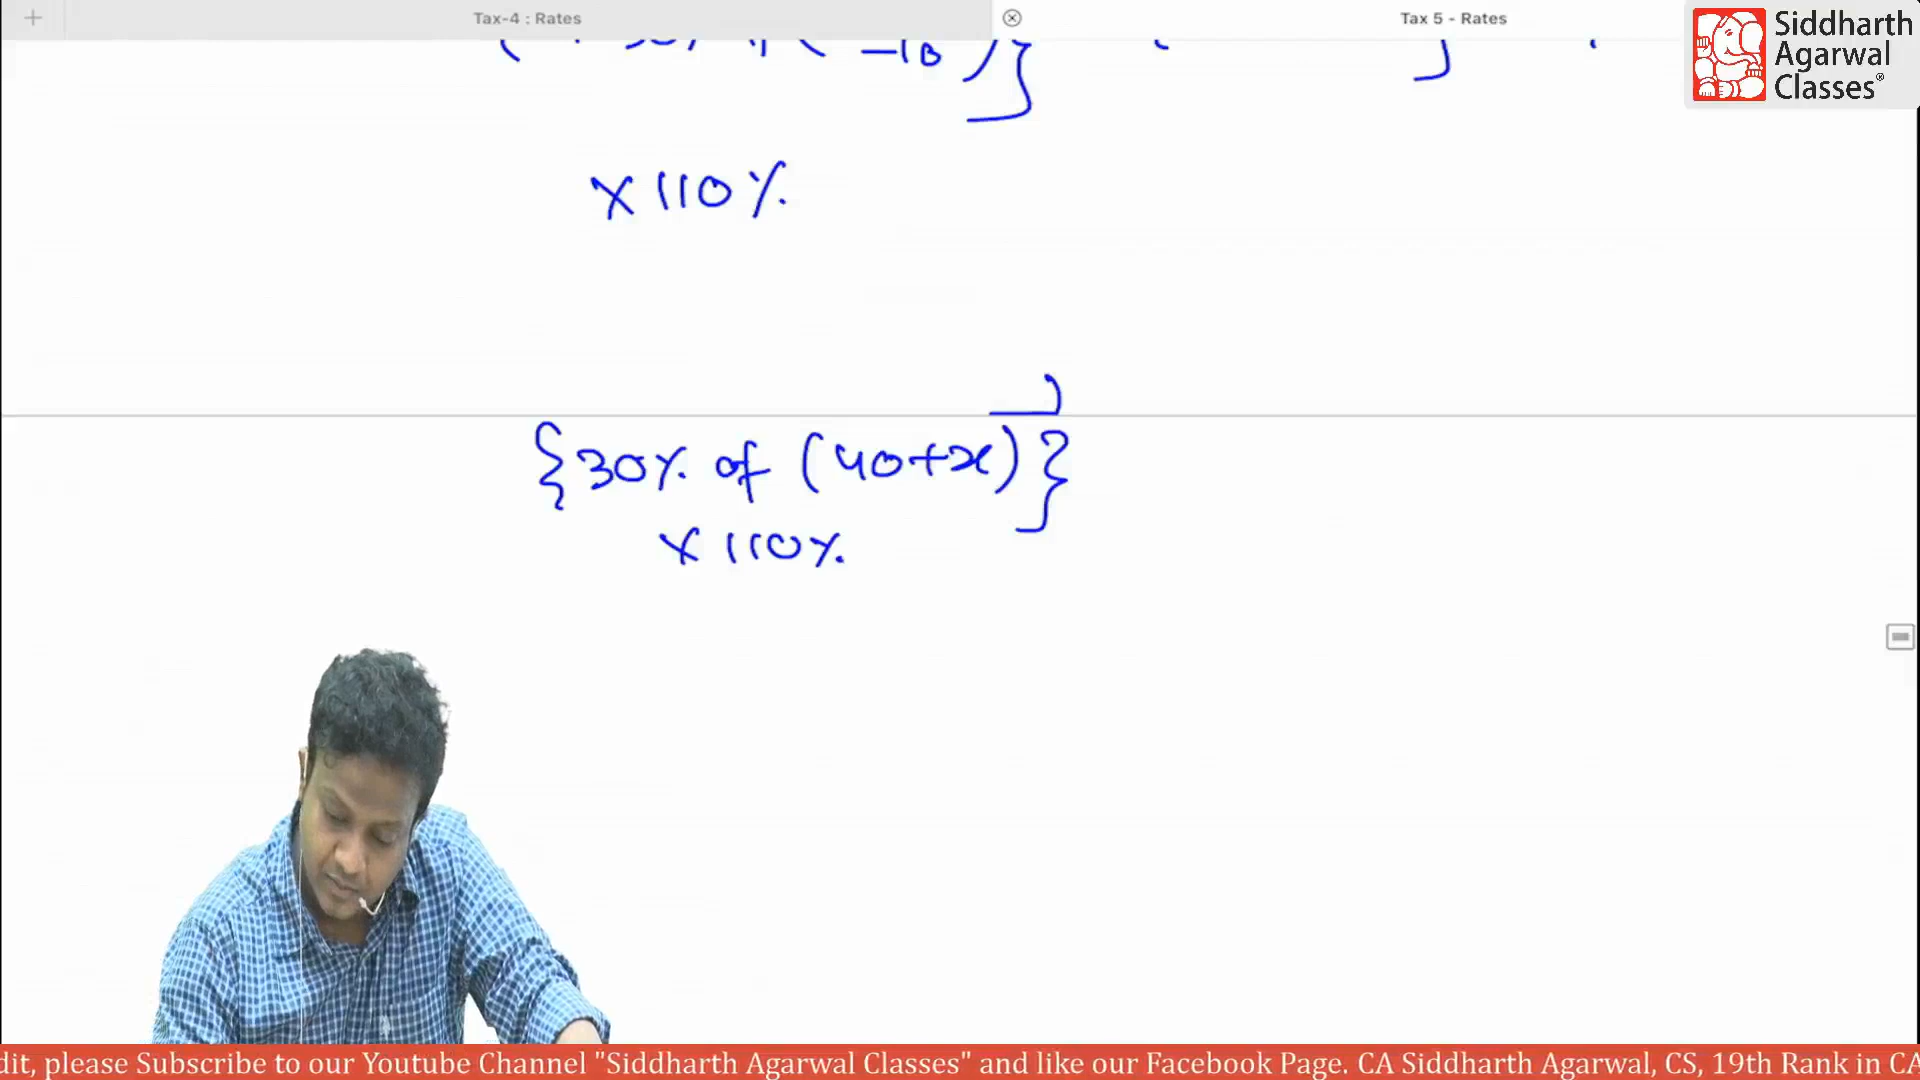 Tax-4 : Rates
Tax 5 - Rates
Siddharth
Agarwal
Classes®
-10 )}
x 110%
{30% of (40+x)}
x 110%
dit, please Subscribe to our Youtube Channel "Siddharth Agarwal Classes" and like our Facebook Page. CA Siddharth Agarwal, CS, 19th Rank in CA